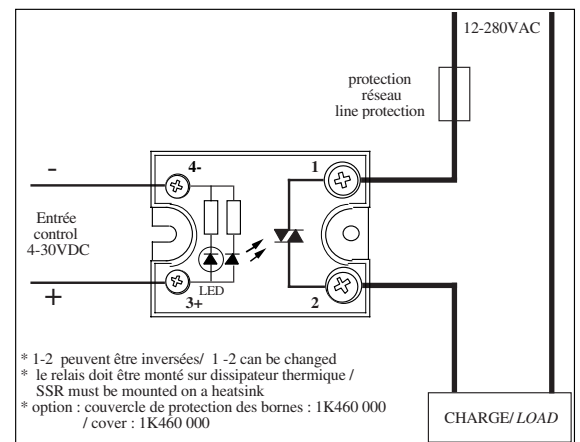 12-280VAC
protection
réseau
line protection
-
4-
1
Entrée
control
4-30VDC
LED
+
3+
2
* 1-2 peuvent être inversées/ 1 -2 can be changed
* le relais doit être monté sur dissipateur thermique /
SSR must be mounted on a heatsink
* option : couvercle de protection des bornes : 1K460 000
/ cover : 1K460 000
CHARGE/ LOAD